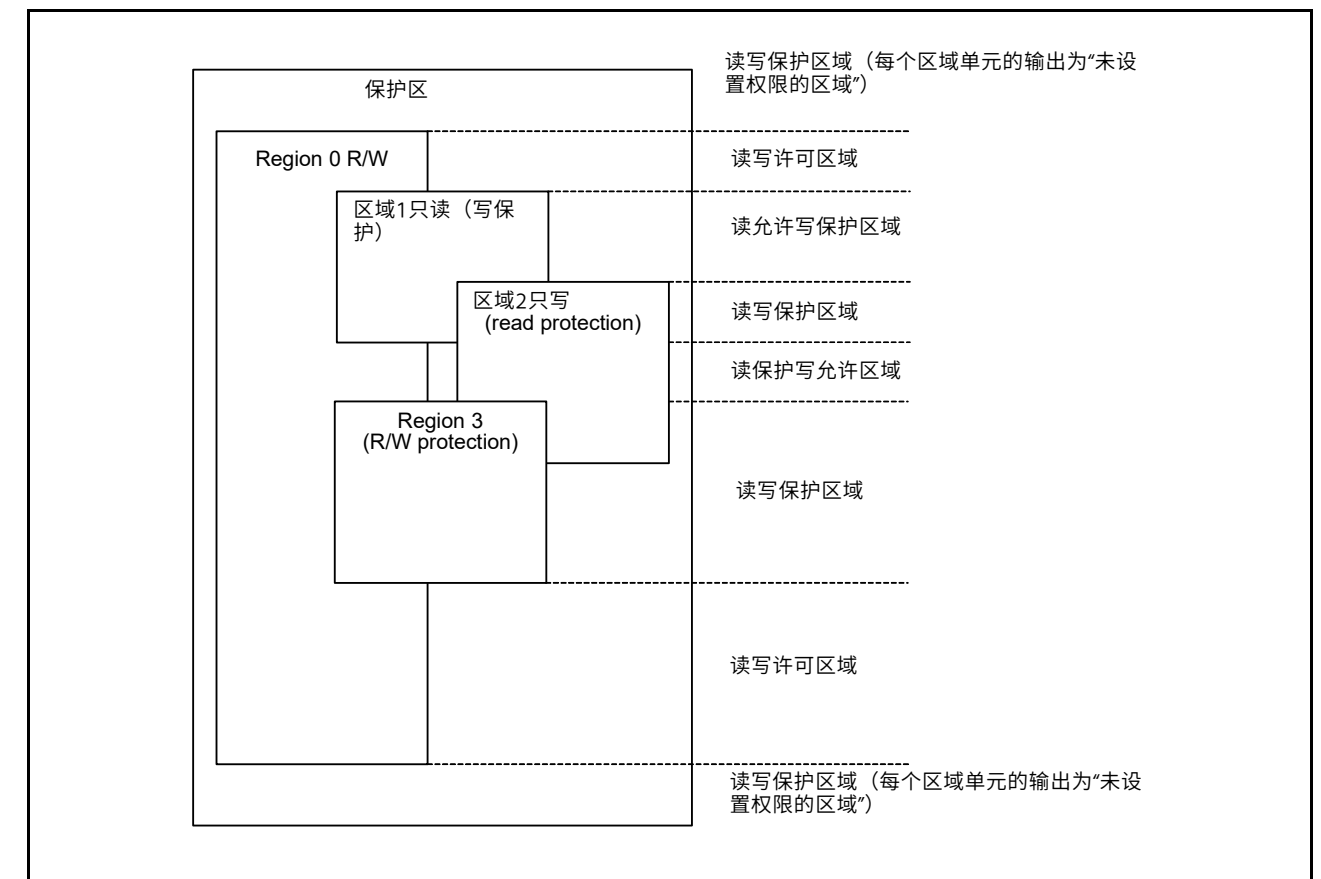 读写保护区域（每个区域单元的输出为“未设
置权限的区域”）
保护区
Region 0 R/W
读写许可区域
区域1只读（写保
护）
读允许写保护区域
区域2只写
(read protection)
读写保护区域
读保护写允许区域
Region 3
(R/W protection)
读写保护区域
读写许可区域
读写保护区域（每个区域单元的输出为“未设
置权限的区域”）